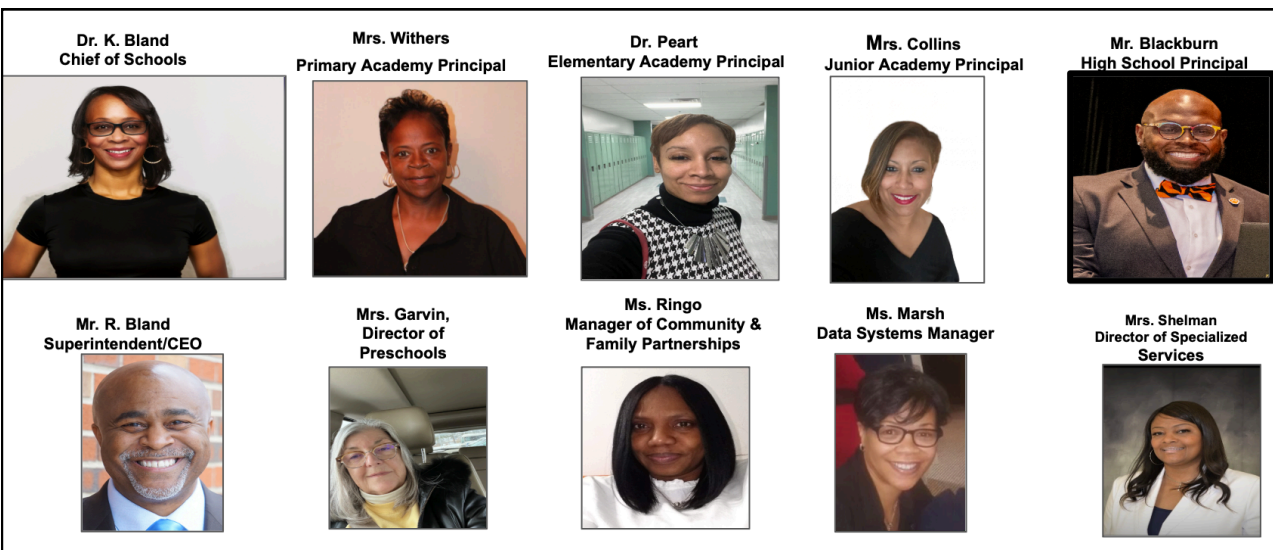 Dr. K. Bland
Chief of Schools
Mrs. Withers
Primary Academy Principal
Dr. Peart
Elementary Academy Principal
Mrs. Collins
Junior Academy Principal
Mr. Blackburn
High School Principal
Mr. R. Bland
Superintendent/CEO
Mrs. Garvin,
Director of
Preschools
Ms. Ringo
Manager of Community &
Family Partnerships
Ms. Marsh
Data Systems Manager
Mrs. Shelman
Director of Specialized
Services